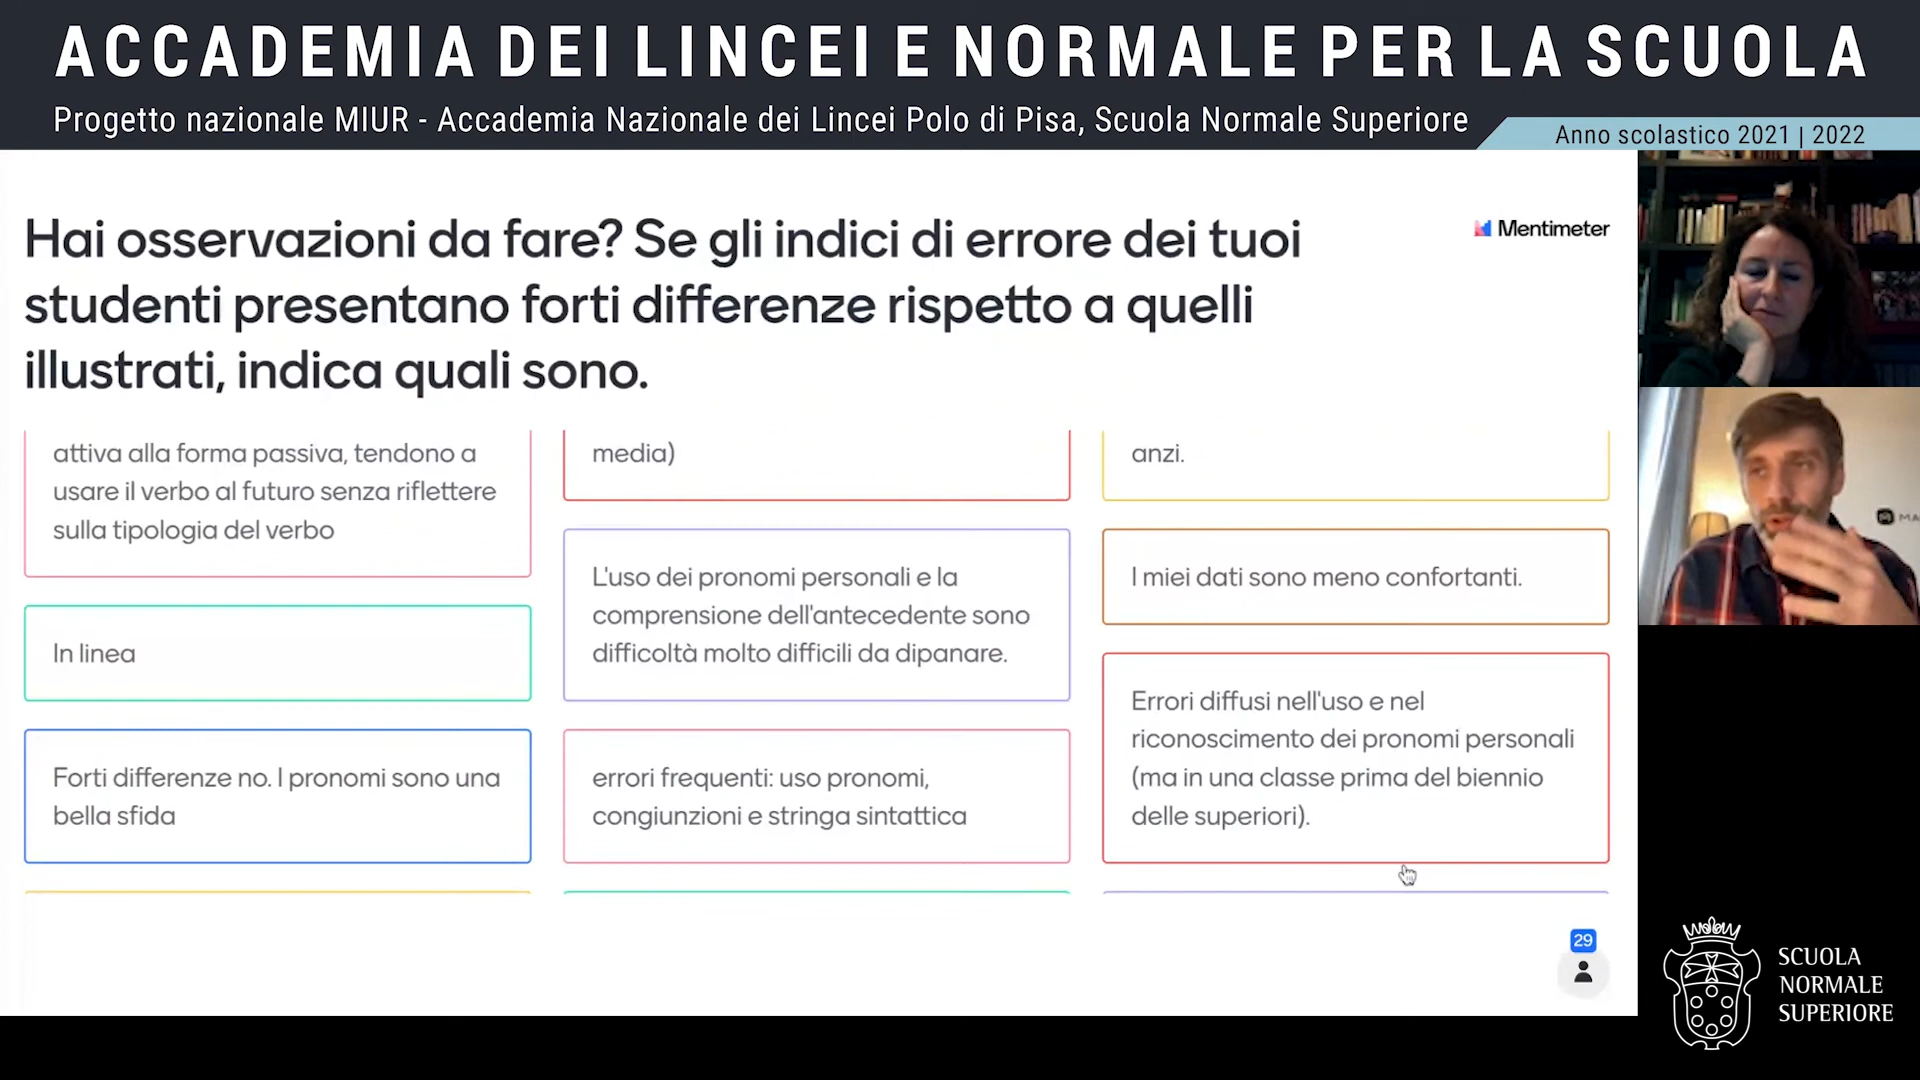 ACCADEMIA DEI LINCEI E NORMALE PER LA SCUOLA
Progetto nazionale MIUR - Accademia Nazionale dei Lincei Polo di Pisa, Scuola Normale Superiore
Anno scolastico 2021 | 2022
Hai osservazioni da fare? Se gli indici di errore dei tuoi
studenti presentano forti differenze rispetto a quelli
illustrati, indica quali sono.
Mentimeter
attiva alla forma passiva, tendono a
usare il verbo al futuro senza riflettere
sulla tipologia del verbo
In linea
Forti differenze no. I pronomi sono una
bella sfida
media)
L'uso dei pronomi personali e la
comprensione dell'antecedente sono
difficoltà molto difficili da dipanare.
errori frequenti: uso pronomi,
congiunzioni e stringa sintattica
anzi.
I miei dati sono meno confortanti.
Errori diffusi nell'uso e nel
riconoscimento dei pronomi personali
(ma in una classe prima del biennio
delle superiori).
29
SCUOLA
NORMALE
SUPERIORE